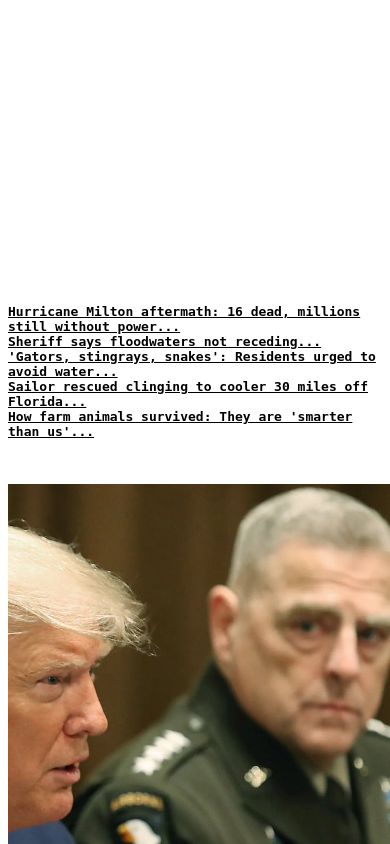 Hurricane Milton aftermath: 16 dead, millions
still without power...
Sheriff says floodwaters not receding...
'Gators, stingrays, snakes': Residents urged to
avoid water...
Sailor rescued clinging to cooler 30 miles off
Florida...
How farm animals survived: They are 'smarter
than us'...